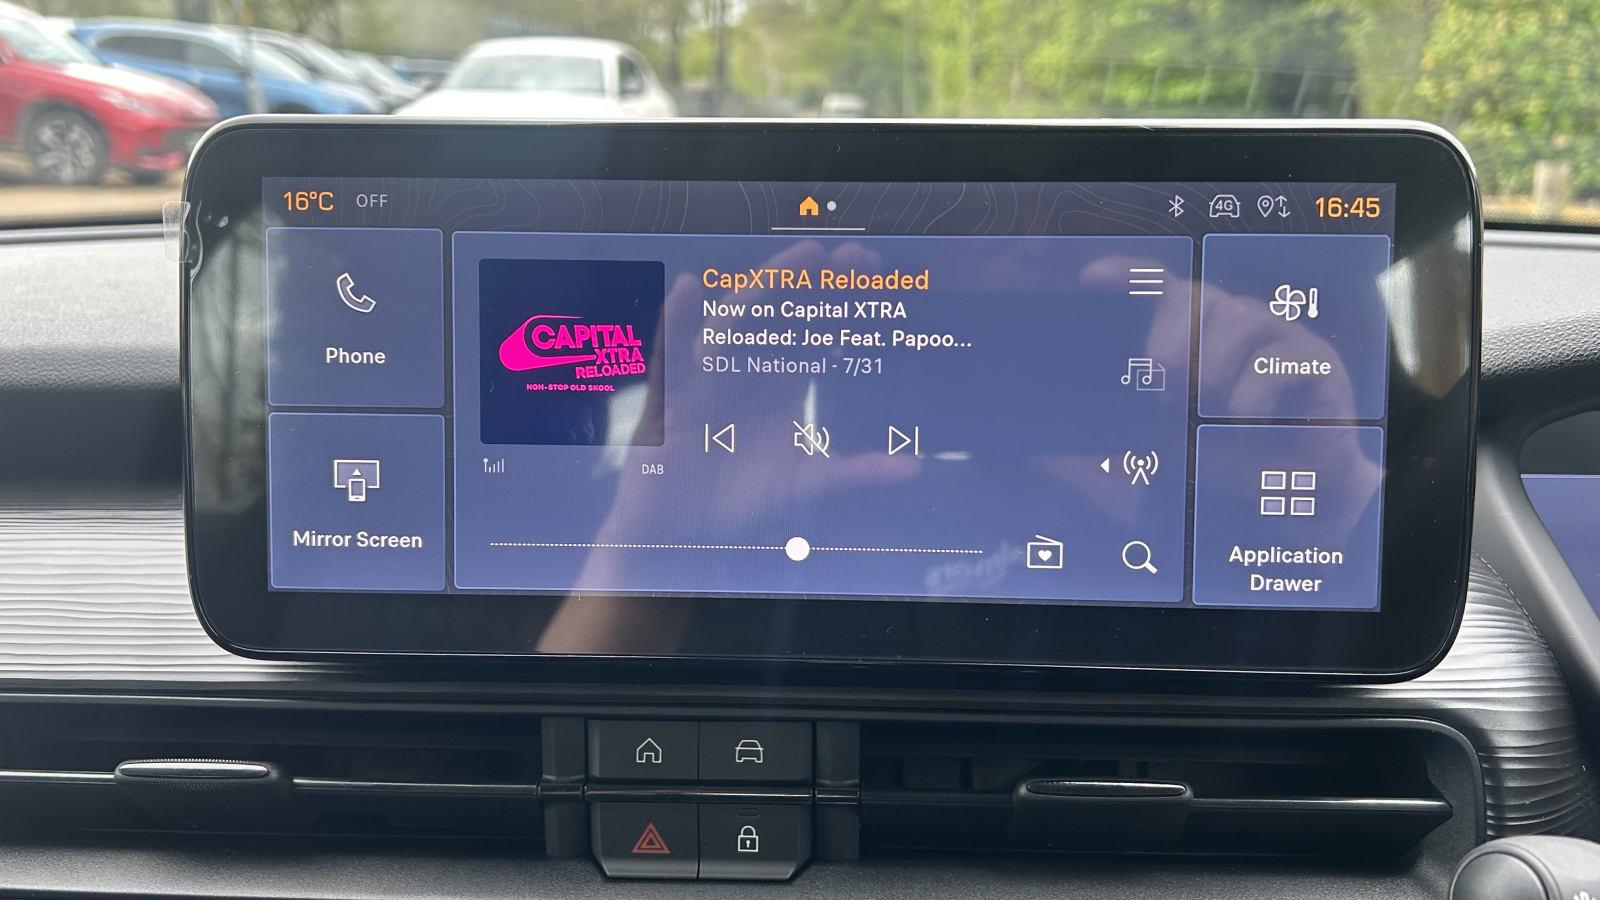 16°C OFF
4G
16:45
Phone
Mirror Screen
CAPITAL
XTRA
RELOADED
NON-STOP OLD SKOOL
DAB
CapXTRA Reloaded
Now on Capital XTRA
Reloaded: Joe Feat. Papoo...
SDL National - 7/31
Climate
Application
Drawer